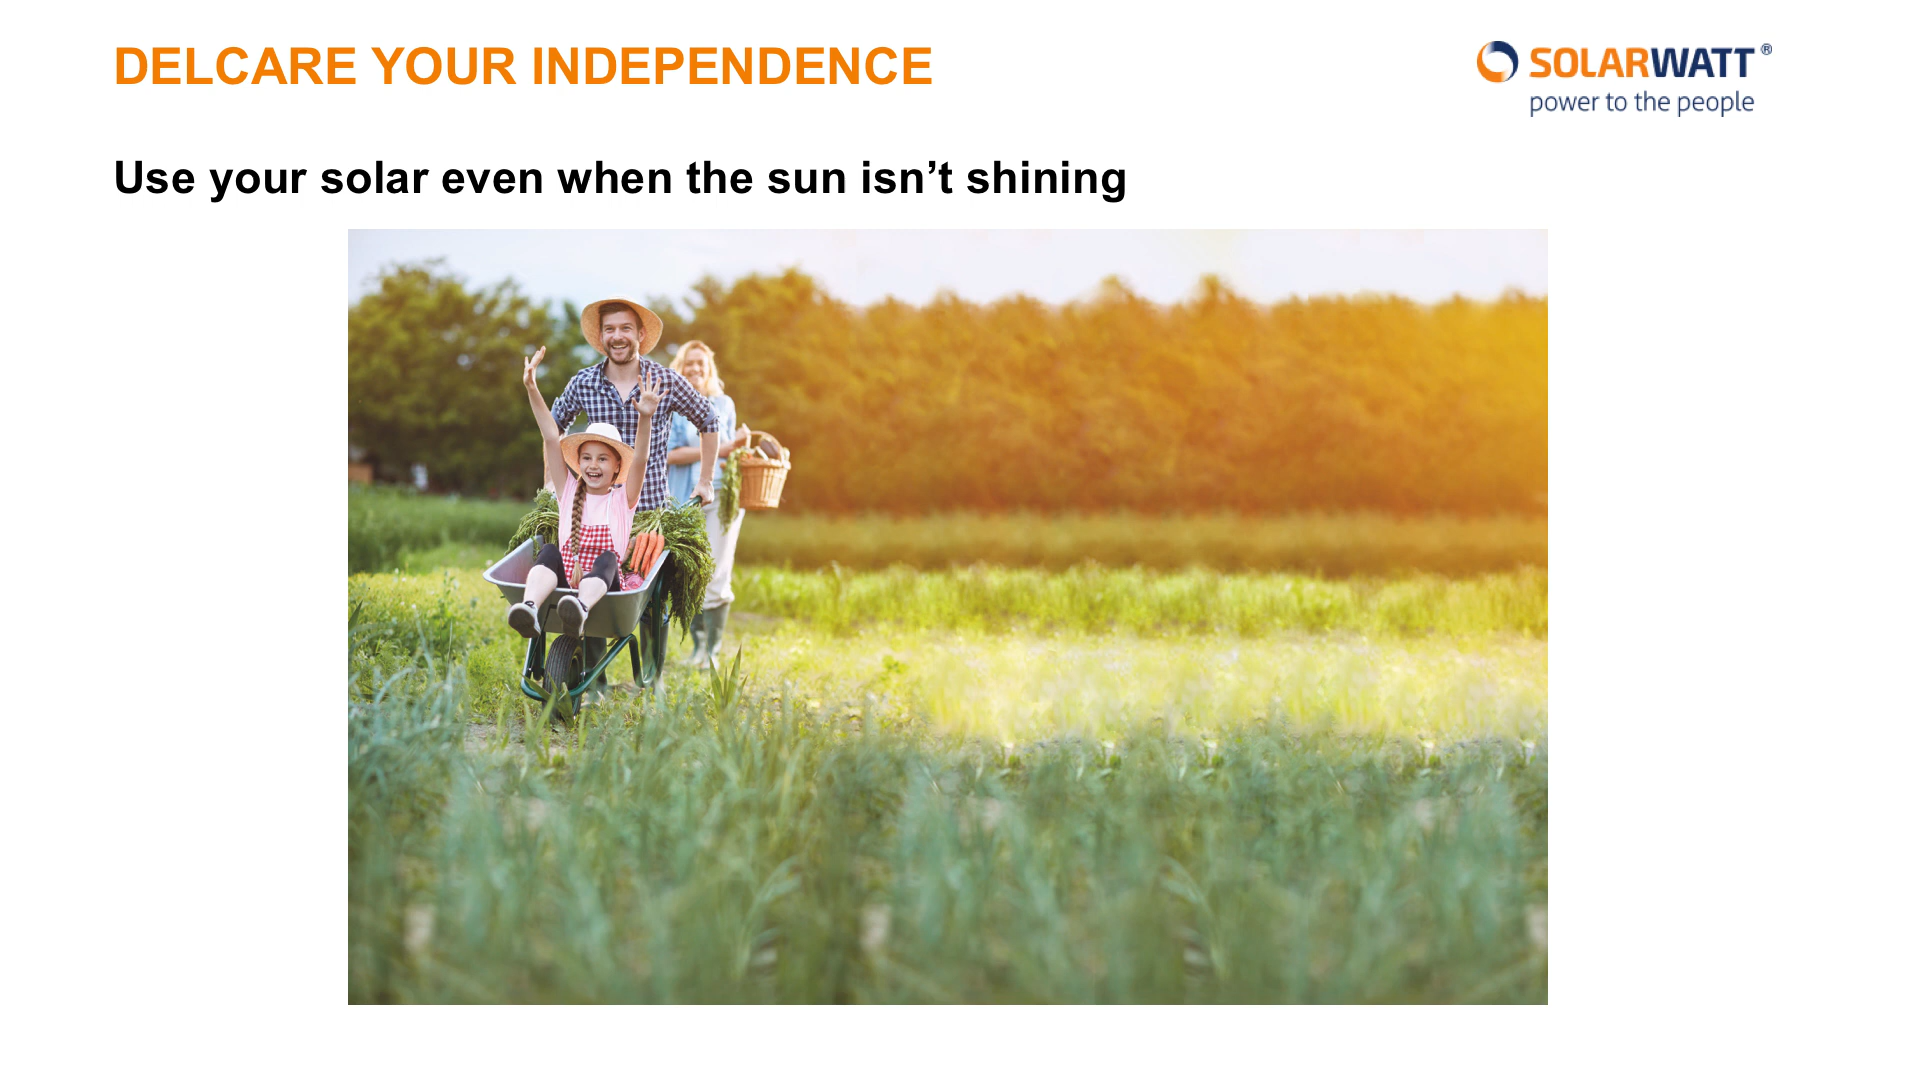 DELCARE YOUR INDEPENDENCE
SOLARWATT®
power to the people
Use your solar even when the sun isn’t shining